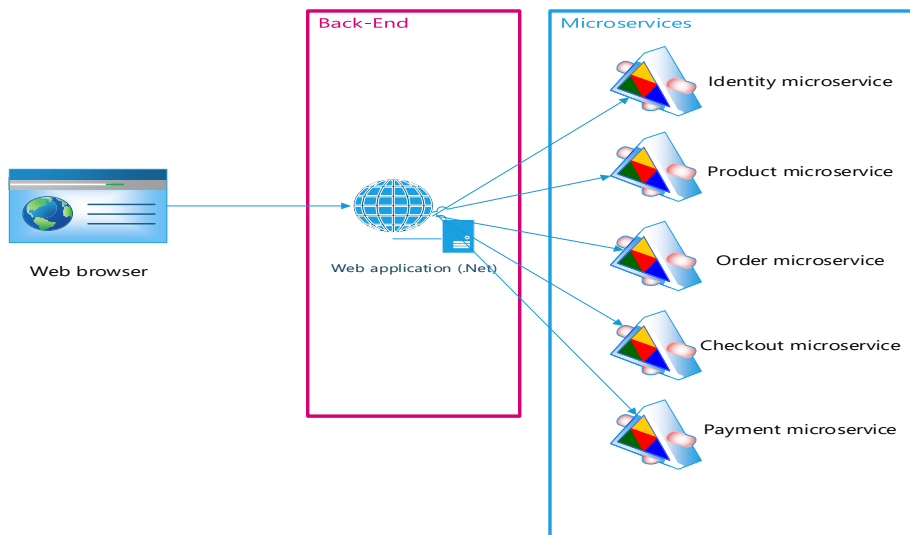 Back-End
Microservices
Identity microservice
Product microservice
Web browser
Web application (.Net)
Order microservice
Checkout microservice
Payment microservice